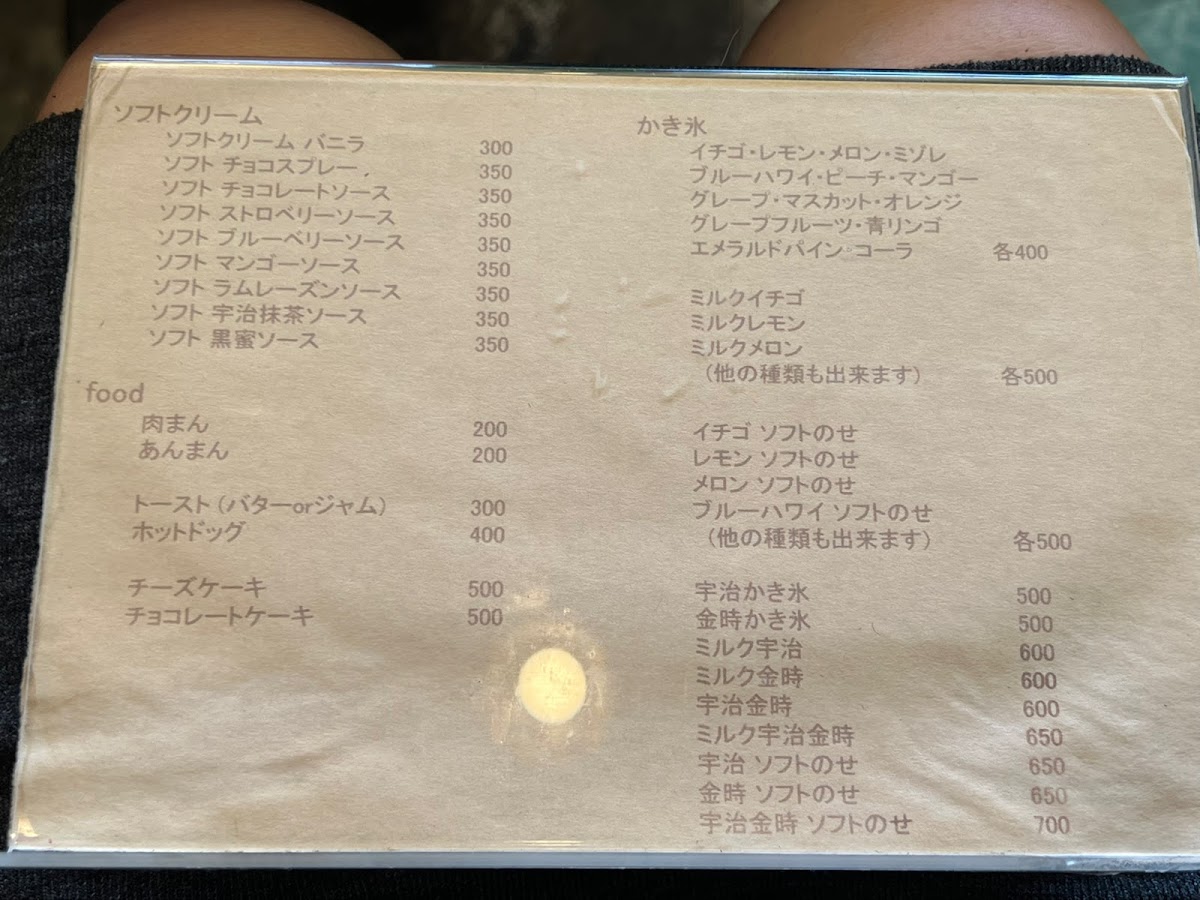 ソフトクリーム
ソフトクリーム バニラ 300
ソフト チョコスプレー 350
ソフト チョコレートソース 350
ソフト ストロベリーソース 350
ソフト ブルーベリーソース 350
ソフト マンゴーソース 350
ソフト ラムレーズンソース 350
ソフト 宇治抹茶ソース 350
ソフト 黒蜜ソース 350
food
肉まん 200
あんまん 200
トースト（バターorジャム） 300
ホットドッグ 400
チーズケーキ 500
チョコレートケーキ 500
かき氷
イチゴ・レモン・メロン・ミゾレ
ブルーハワイ・ピーチ・マンゴー
グレープ・マスカット・オレンジ
グレープフルーツ・青リンゴ
エメラルドパイン・コーラ 各400
ミルクイチゴ
ミルクレモン
ミルクメロン
（他の種類も出来ます） 各500
イチゴ ソフトのせ
レモン ソフトのせ
メロン ソフトのせ
ブルーハワイ ソフトのせ
（他の種類も出来ます） 各500
宇治かき氷 500
金時かき氷 500
ミルク宇治 600
ミルク金時 600
宇治金時 600
ミルク宇治金時 650
宇治 ソフトのせ 650
金時 ソフトのせ 650
宇治金時 ソフトのせ 700